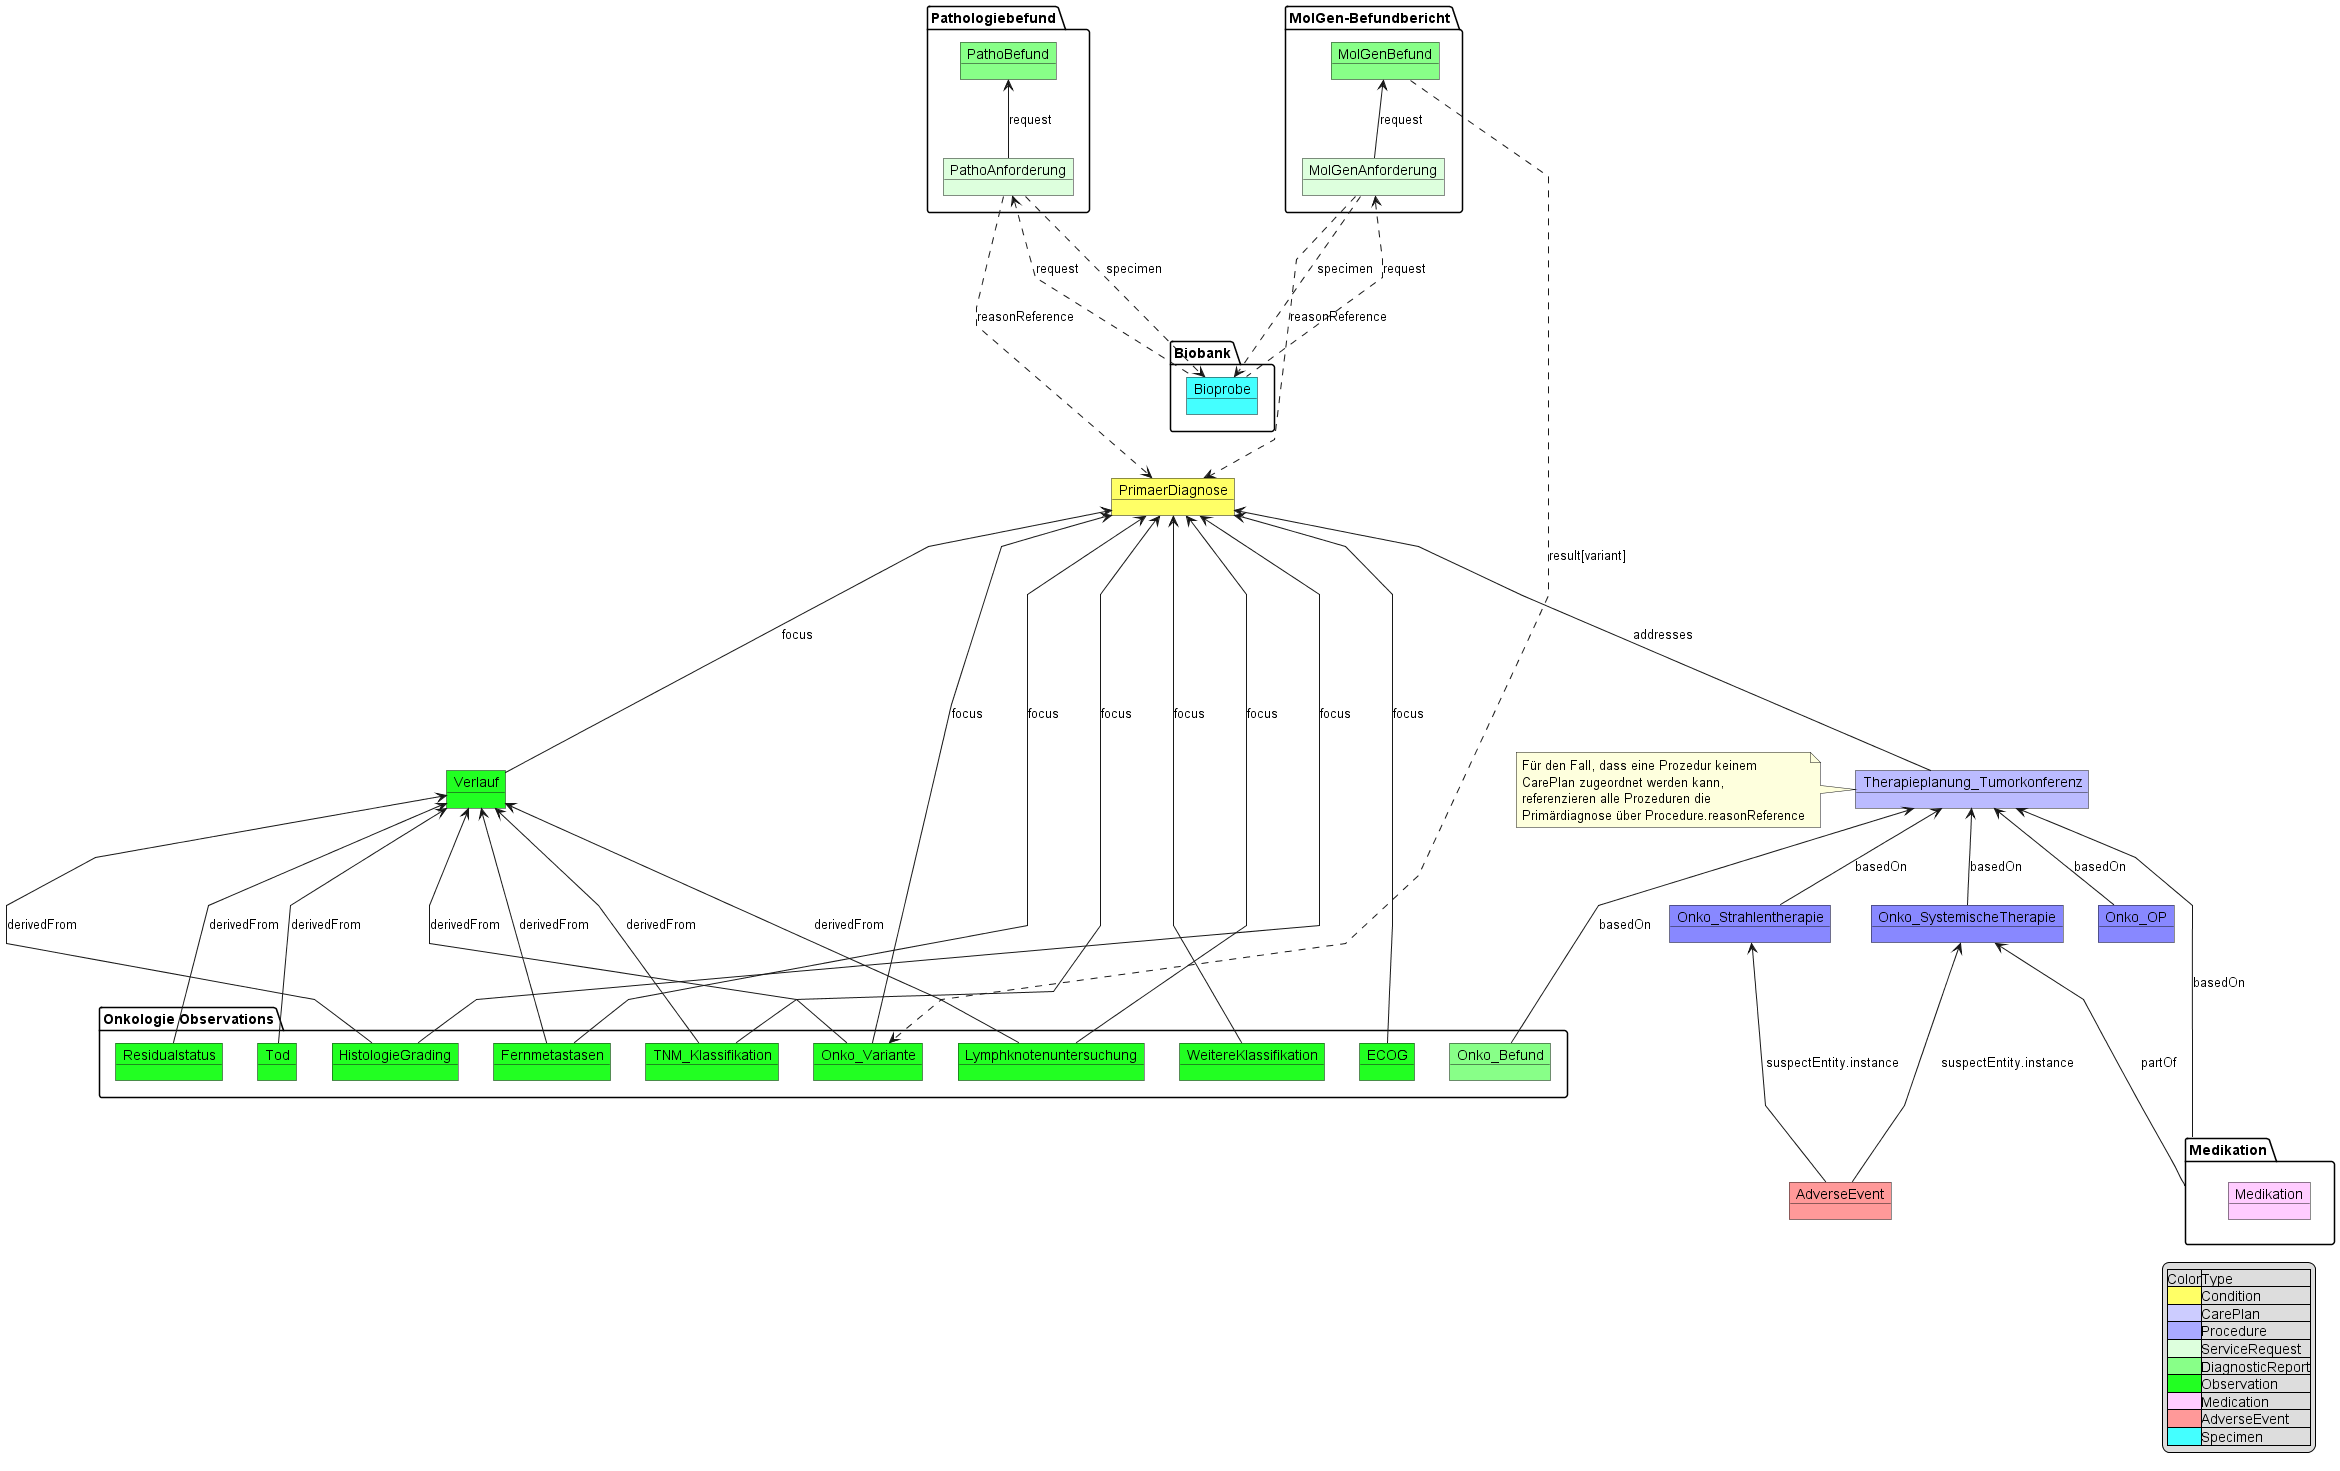 Pathologiebefund
MolGen-Befundbericht
PathoBefund
MolGenBefund
request
request
PathoAnforderung
MolGenAnforderung
request
specimen
specimen
request
reasonReference
reasonReference
Biobank
Bioprobe
PrimaerDiagnose
result[variant]
focus
addresses
focus
focus
focus
focus
focus
focus
focus
Verlauf
Für den Fall, dass eine Prozedur keinem
CarePlan zugeordnet werden kann,
referenzieren alle Prozeduren die
Primärdiagnose über Procedure.reasonReference
Therapieplanung_Tumorkonferenz
basedOn
basedOn
basedOn
derivedFrom
derivedFrom
derivedFrom
derivedFrom
derivedFrom
derivedFrom
derivedFrom
basedOn
Onko_Strahlentherapie
Onko_SystemischeTherapie
Onko_OP
basedOn
Onkologie Observations
Residualstatus
Tod
HistologieGrading
Fernmetastasen
TNM_Klassifikation
Onko_Variante
Lymphknotenuntersuchung
WeitereKlassifikation
ECOG
Onko_Befund
suspectEntity.instance
suspectEntity.instance
partOf
Medikation
AdverseEvent
Medikation
Color Type
Condition
CarePlan
Procedure
ServiceRequest
DiagnosticReport
Observation
Medication
AdverseEvent
Specimen